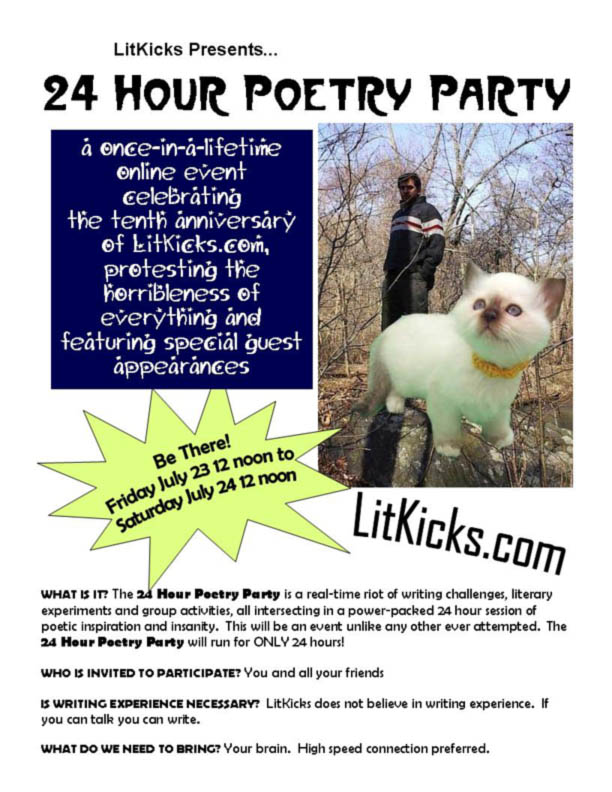 LitKicks Presents...
24 Hour Poetry Party
a once-in-a-lifetime
online event
celebrating
the tenth anniversary
of LitKicks.com,
protesting the
horribleness of
everything and
featuring special guest
appearances
Be There!
Friday July 23 12 noon to
Saturday July 24 12 noon
LitKicks.com
WHAT IS IT? The 24 Hour Poetry Party is a real-time riot of writing challenges, literary
experiments and group activities, all intersecting in a power-packed 24 hour session of
poetic inspiration and insanity.  This will be an event unlike any other ever attempted.  The
24 Hour Poetry Party will run for ONLY 24 hours!
WHO IS INVITED TO PARTICIPATE? You and all your friends
IS WRITING EXPERIENCE NECESSARY?  LitKicks does not believe in writing experience.  If
you can talk you can write.
WHAT DO WE NEED TO BRING? Your brain.  High speed connection preferred.